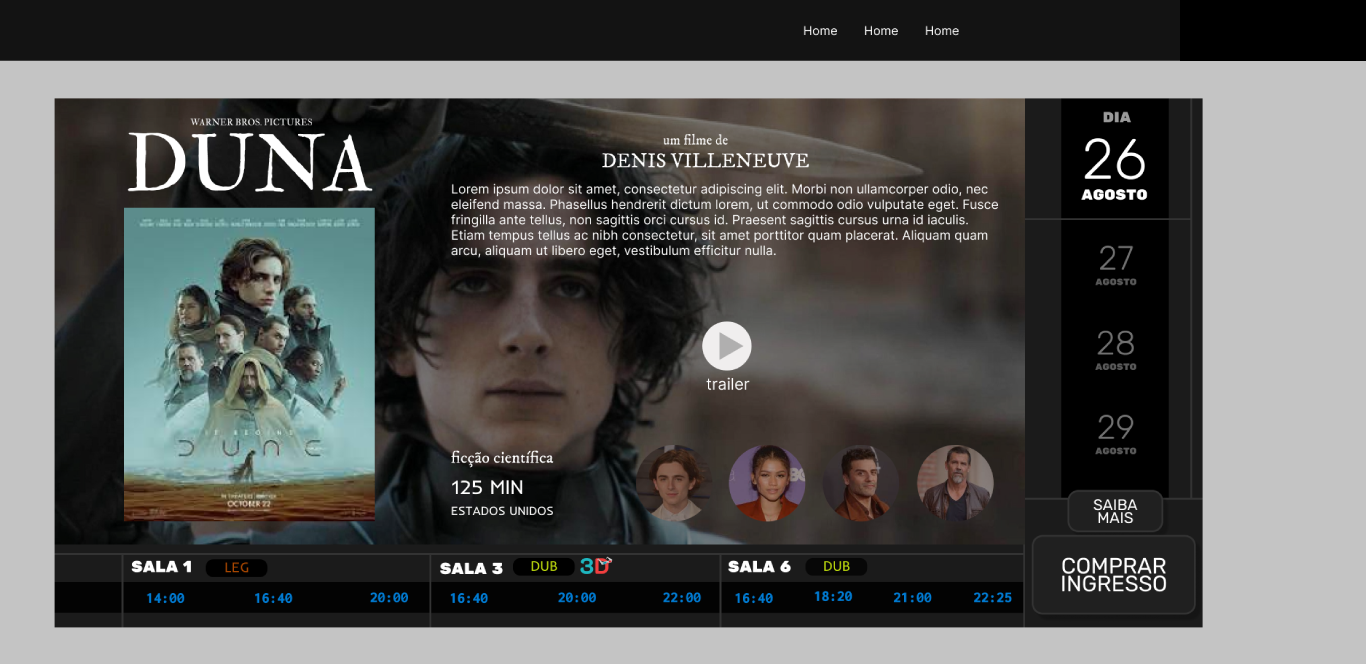 Home Home Home
WARNER BROS. PICTURES
DUNA
um filme de
DENIS VILLENEUVE
Lorem ipsum dolor sit amet, consectetur adipiscing elit. Morbi non ullamcorper odio, nec
eleifend massa. Phasellus hendrerit dictum lorem, ut commodo odio vulputate eget. Fusce
fringilla ante tellus, non sagittis orci cursus id. Praesent sagittis cursus urna id iaculis.
Etiam tempus tellus ac nibh consectetur, sit amet porttitor quam placerat. Aliquam quam
arcu, aliquam ut libero eget, vestibulum efficitur nulla.
DUNE
IN THEATERS
OCTOBER 22
trailer
ficção científica
125 MIN
ESTADOS UNIDOS
DIA
26
AGOSTO
27
AGOSTO
28
AGOSTO
29
AGOSTO
SAIBA
MAIS
COMPRAR
INGRESSO
SALA 1 LEG
14:00 16:40 20:00
SALA 3 DUB 3D
16:40 20:00 22:00
SALA 6 DUB
16:40 18:20 21:00 22:25